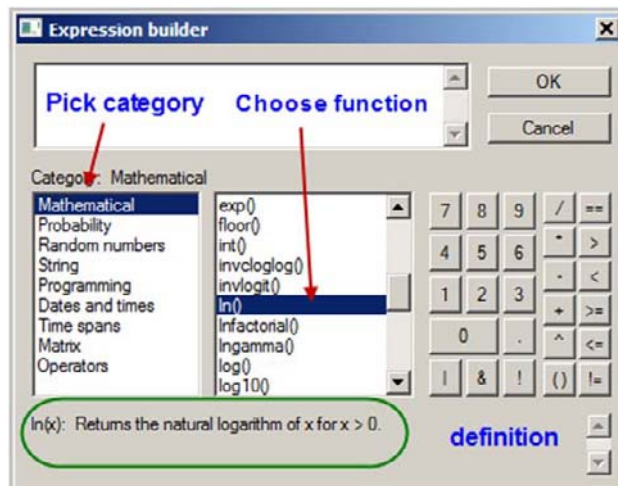 Expression builder
Pick category
Choose function
OK
Cancel
Category: Mathematical
Mathematical
Probability
Random numbers
String
Programming
Dates and times
Time spans
Matrix
Operators
exp()
floor()
int()
invcloglog()
invlogit()
ln()
lnfactorial()
lngamma()
log()
log10()
7 8 9 / ==
4 5 6 * >
1 2 3 - <
0 . + >=
^ <=
| & ! () !=
ln(x): Returns the natural logarithm of x for x > 0.
definition